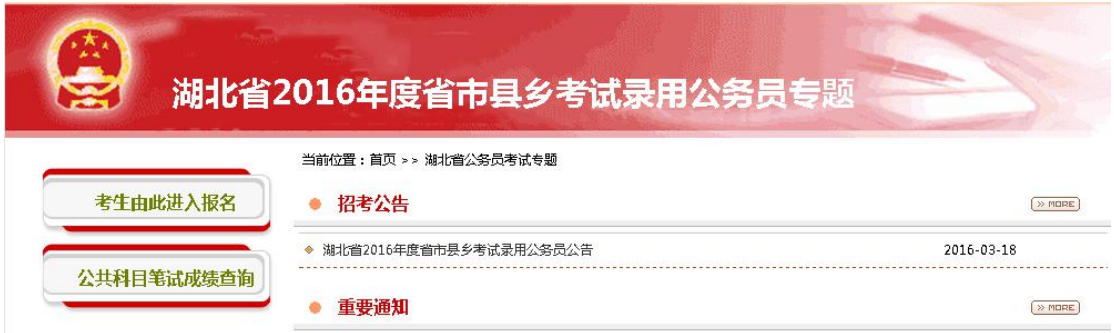 湖北省2016年度省市县乡考试录用公务员专题
当前位置：首页 >> 湖北省公务员考试专题
考生由此进入报名
招考公告
>> MORE
湖北省2016年度省市县乡考试录用公务员公告
2016-03-18
公共科目笔试成绩查询
重要通知
>> MORE